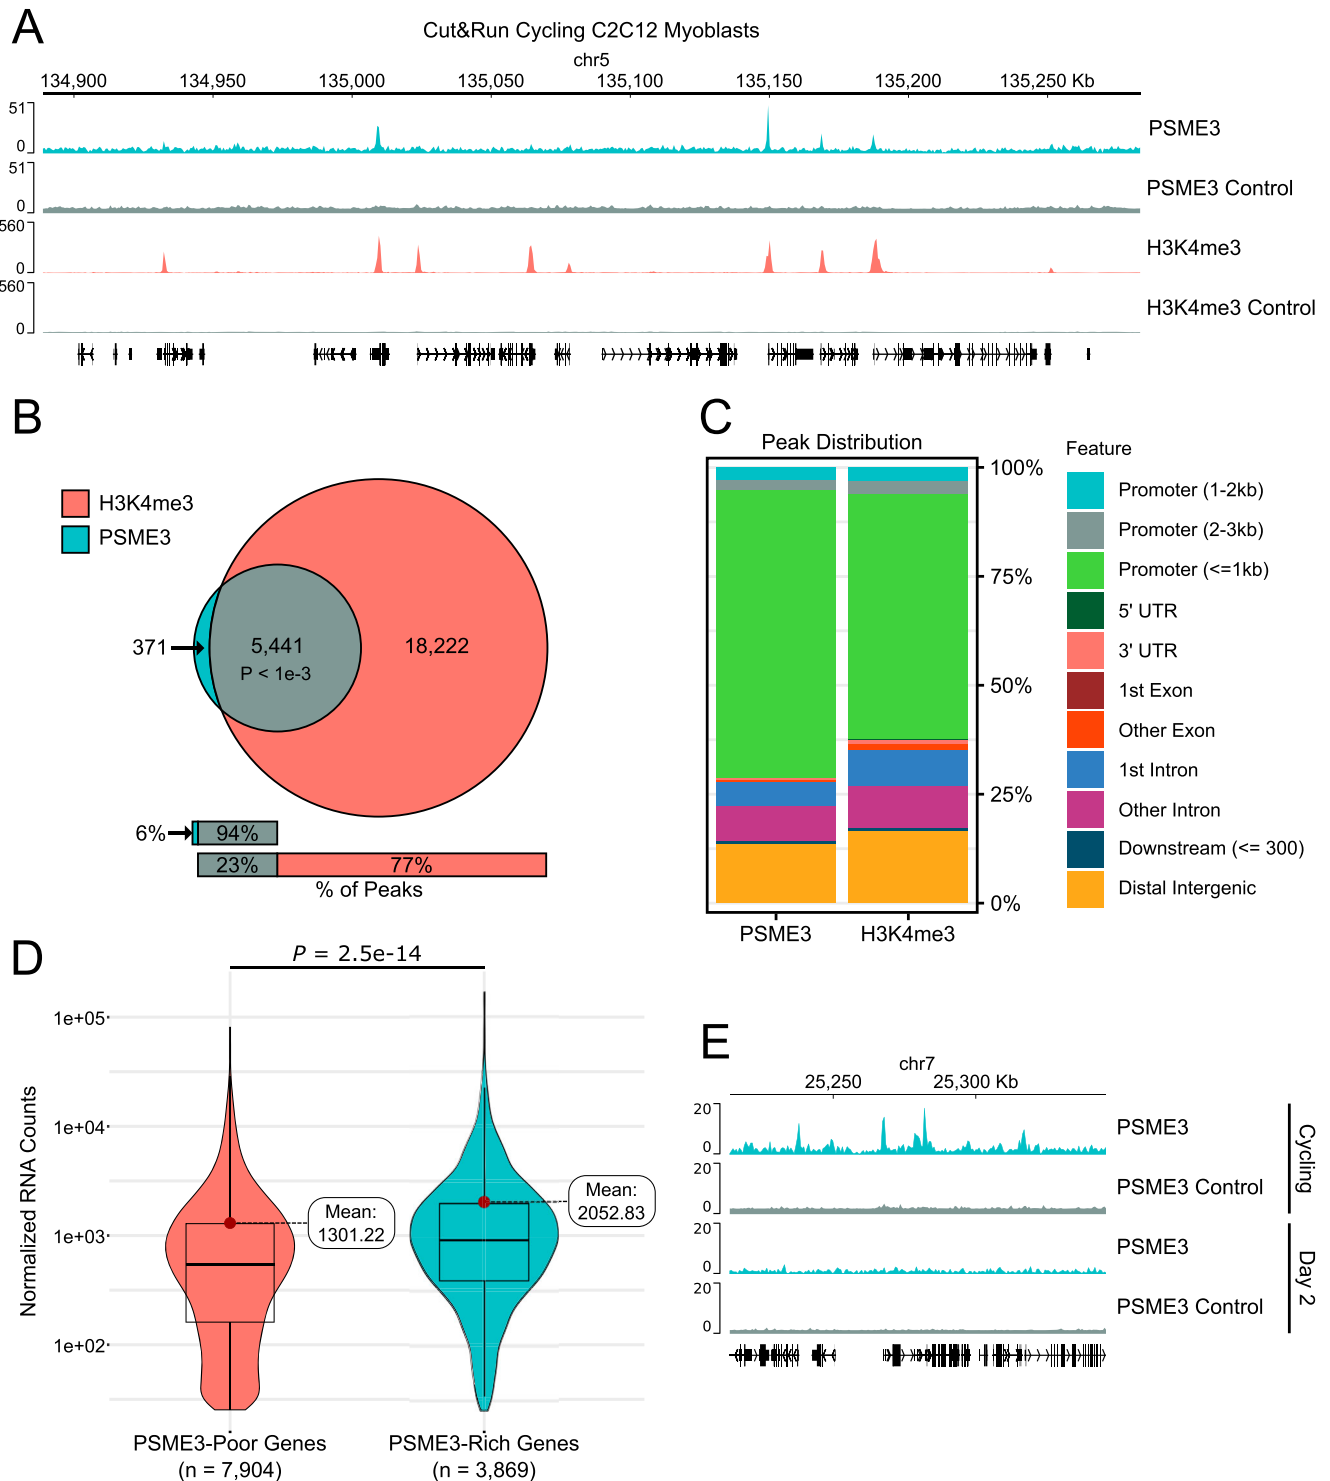 A
Cut&Run Cycling C2C12 Myoblasts
chr5
134,900 134,950 135,000 135,050 135,100 135,150 135,200 135,250 Kb
51
0
PSME3
51
0
PSME3 Control
560
0
H3K4me3
560
0
H3K4me3 Control
B
H3K4me3
PSME3
371
5,441
P < 1e-3
18,222
6%
94%
23%
77%
% of Peaks
C
Peak Distribution
100%
75%
50%
25%
0%
PSME3 H3K4me3
Feature
Promoter (1-2kb)
Promoter (2-3kb)
Promoter (<=1kb)
5' UTR
3' UTR
1st Exon
Other Exon
1st Intron
Other Intron
Downstream (<= 300)
Distal Intergenic
D
P = 2.5e-14
Normalized RNA Counts
1e+05
1e+04
1e+03
1e+02
Mean:
1301.22
Mean:
2052.83
PSME3-Poor Genes
(n = 7,904)
PSME3-Rich Genes
(n = 3,869)
E
chr7
25,250 25,300 Kb
20
0
PSME3
20
0
PSME3 Control
Cycling
20
0
PSME3
20
0
PSME3 Control
Day 2